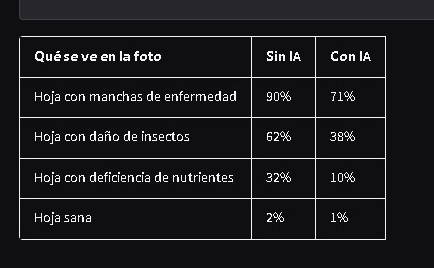 Qué se ve en la foto Sin IA Con IA
Hoja con manchas de enfermedad 90% 71%
Hoja con daño de insectos 62% 38%
Hoja con deficiencia de nutrientes 32% 10%
Hoja sana 2% 1%